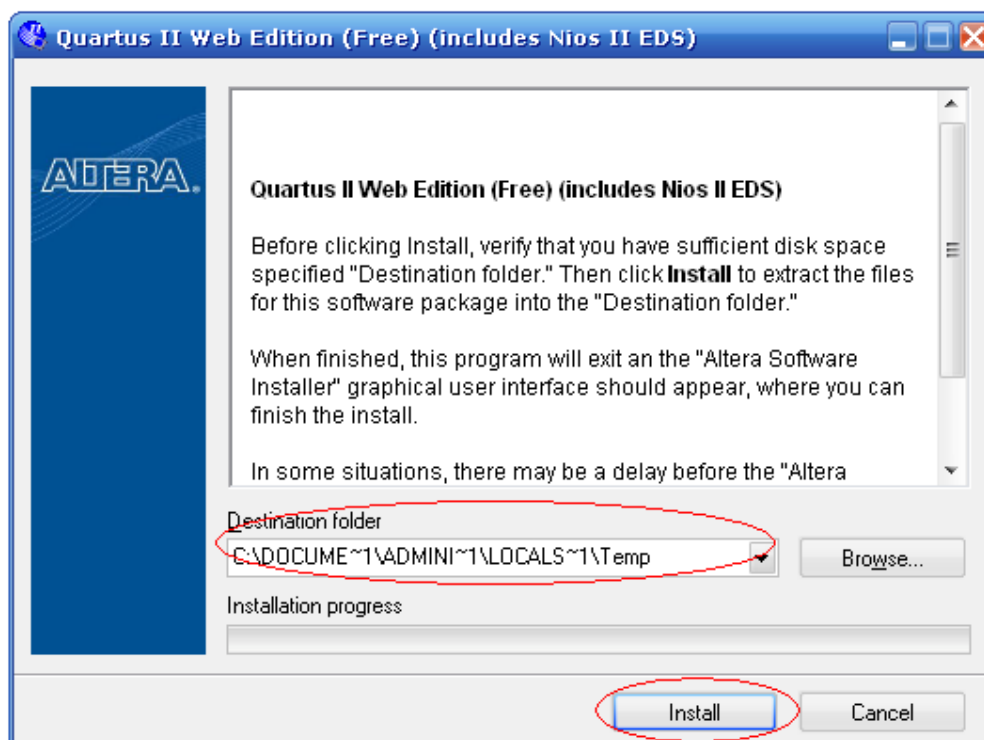 Quartus II Web Edition (Free) (includes Nios II EDS)
ALTERA.
Quartus II Web Edition (Free) (includes Nios II EDS)
Before clicking Install, verify that you have sufficient disk space
specified "Destination folder." Then click Install to extract the files
for this software package into the "Destination folder."
When finished, this program will exit an the "Altera Software
Installer" graphical user interface should appear, where you can
finish the install.
In some situations, there may be a delay before the "Altera
Destination folder
C:\DOCUME~1\ADMINI~1\LOCALS~1\Temp
Browse...
Installation progress
Install
Cancel